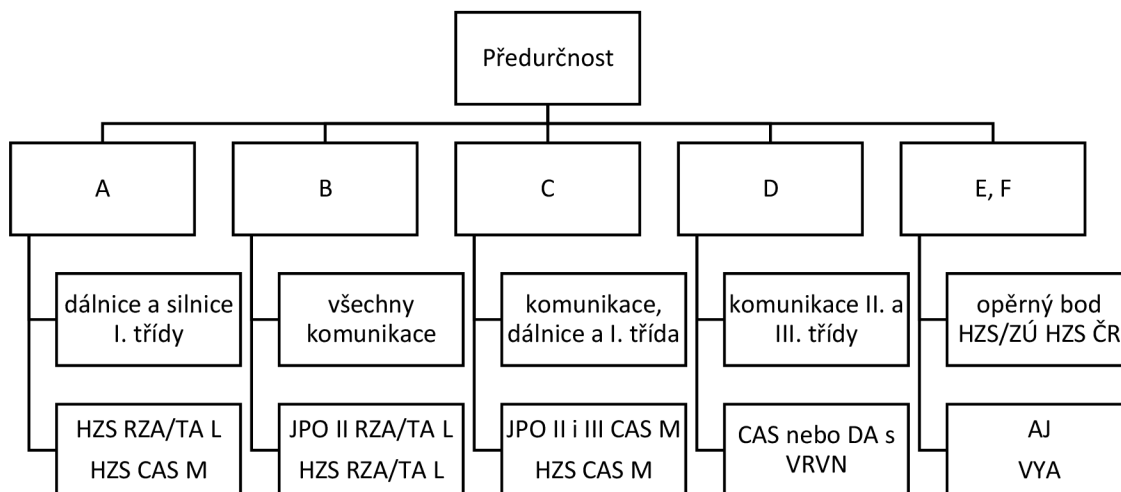 Předurčnost
A
B
C
D
E, F
dálnice a silnice
I. třídy
všechny
komunikace
komunikace,
dálnice a I. třída
komunikace II. a
III. třídy
opěrný bod
HZS/ZÚ HZS ČR
HZS RZA/TA L
HZS CAS M
JPO II RZA/TA L
HZS RZA/TA L
JPO II i III CAS M
HZS CAS M
CAS nebo DA s
VRVN
AJ
VYA